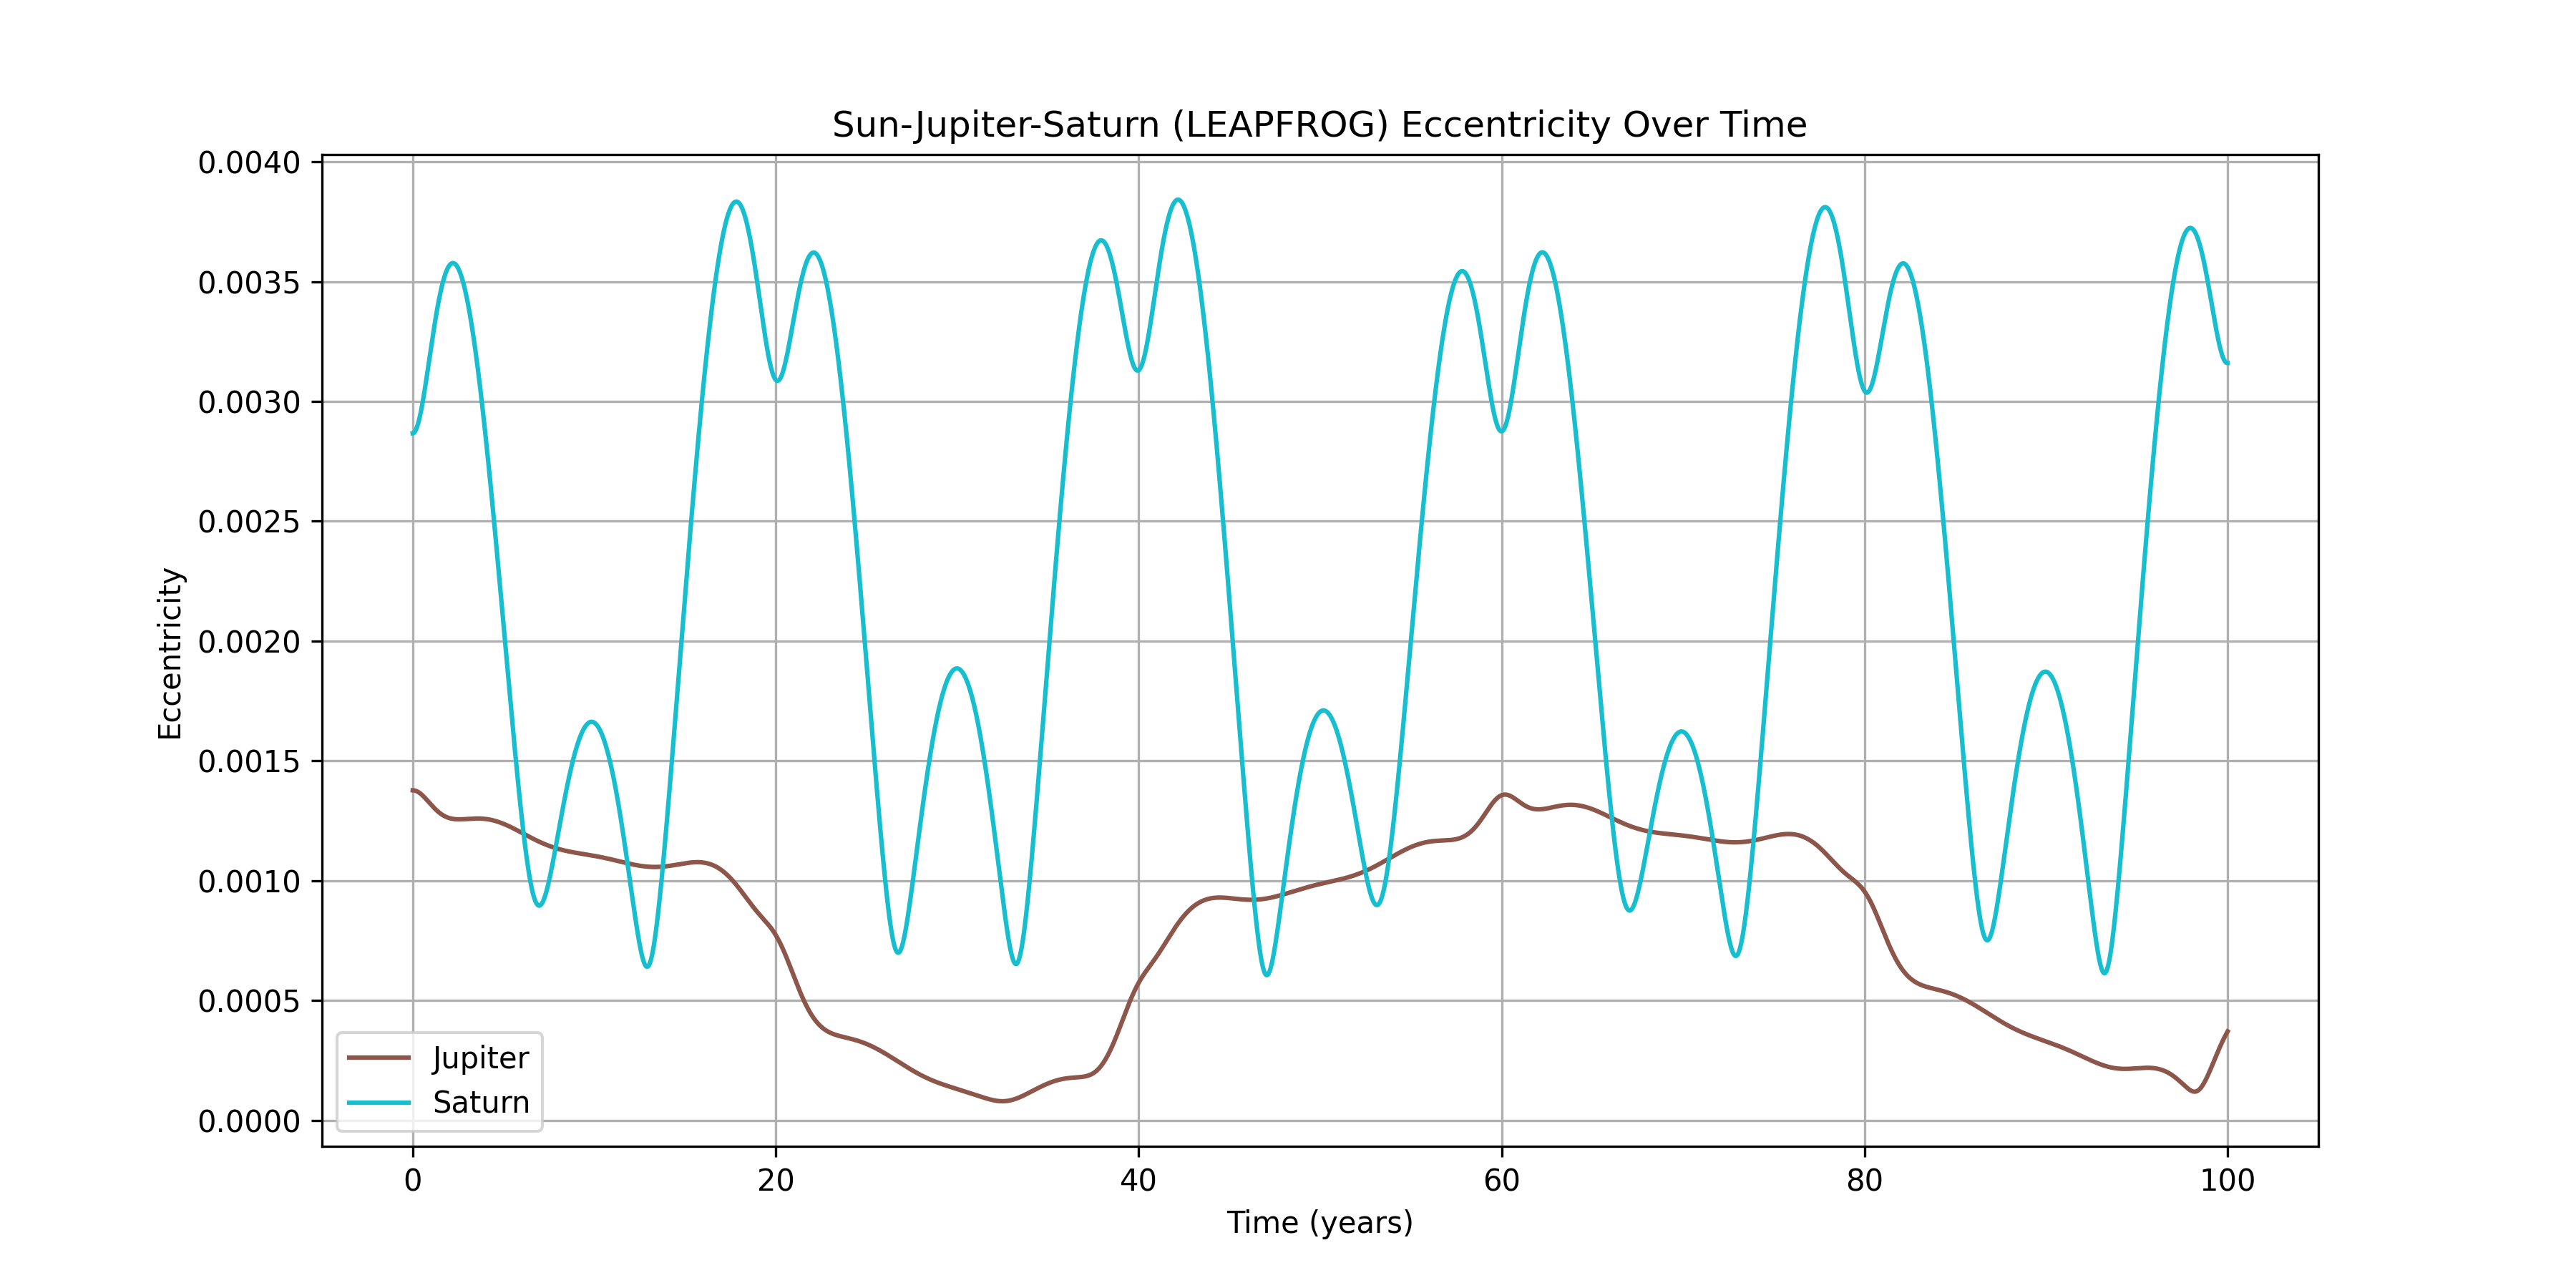 Sun-Jupiter-Saturn (LEAPFROG) Eccentricity Over Time
0.0040
0.0035
0.0030
0.0025
0.0020
0.0015
0.0010
0.0005
0.0000
Eccentricity
Jupiter
Saturn
0 20 40 60 80 100
Time (years)